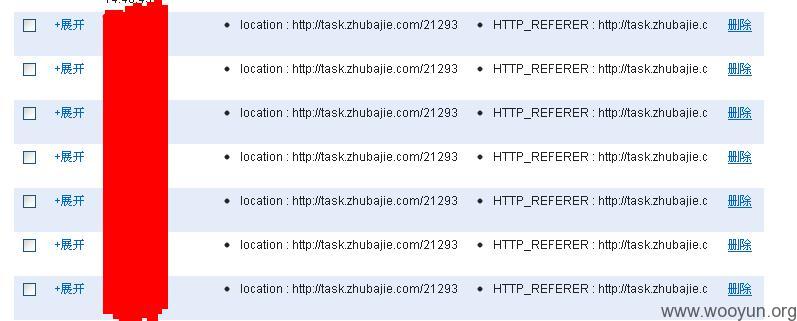 +展开 location : http://task.zhubajie.com/21293 HTTP_REFERER : http://task.zhubajie.c 删除
+展开 location : http://task.zhubajie.com/21293 HTTP_REFERER : http://task.zhubajie.c 删除
+展开 location : http://task.zhubajie.com/21293 HTTP_REFERER : http://task.zhubajie.c 删除
+展开 location : http://task.zhubajie.com/21293 HTTP_REFERER : http://task.zhubajie.c 删除
+展开 location : http://task.zhubajie.com/21293 HTTP_REFERER : http://task.zhubajie.c 删除
+展开 location : http://task.zhubajie.com/21293 HTTP_REFERER : http://task.zhubajie.c 删除
+展开 location : http://task.zhubajie.com/21293 HTTP_REFERER : http://task.zhubajie.c 删除
www.wooyun.org